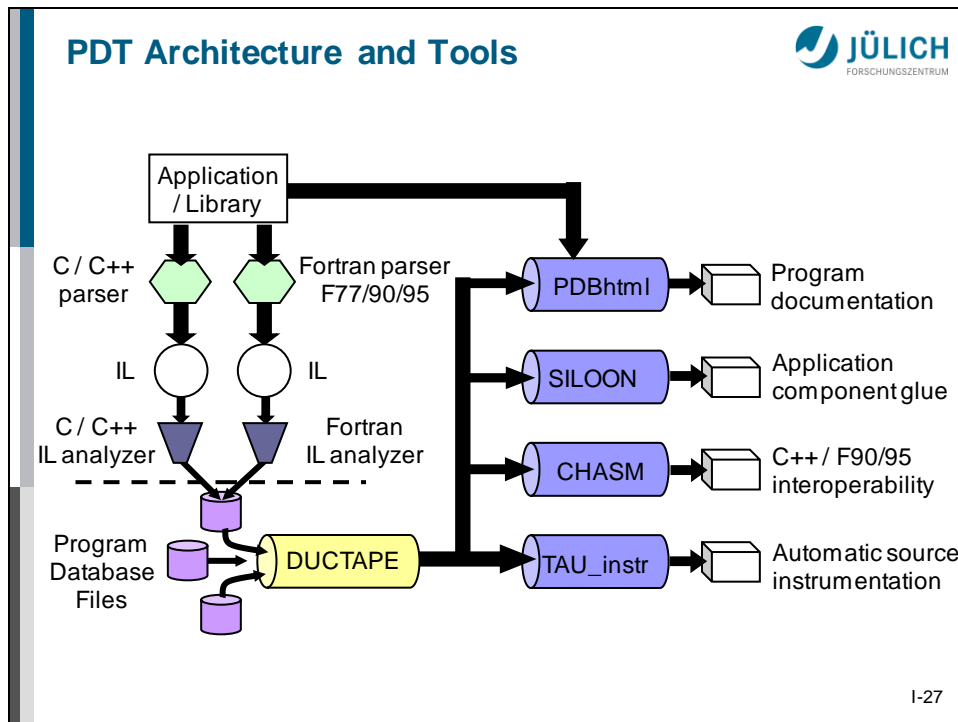 PDT Architecture and Tools
JÜLICH
FORSCHUNGSZENTRUM
Application
/ Library
C / C++
parser
Fortran parser
F77/90/95
IL
IL
C / C++
IL analyzer
Fortran
IL analyzer
Program
Database
Files
DUCTAPE
PDBhtml
Program
documentation
SILOON
Application
component glue
CHASM
C++ / F90/95
interoperability
TAU_instr
Automatic source
instrumentation
I-27